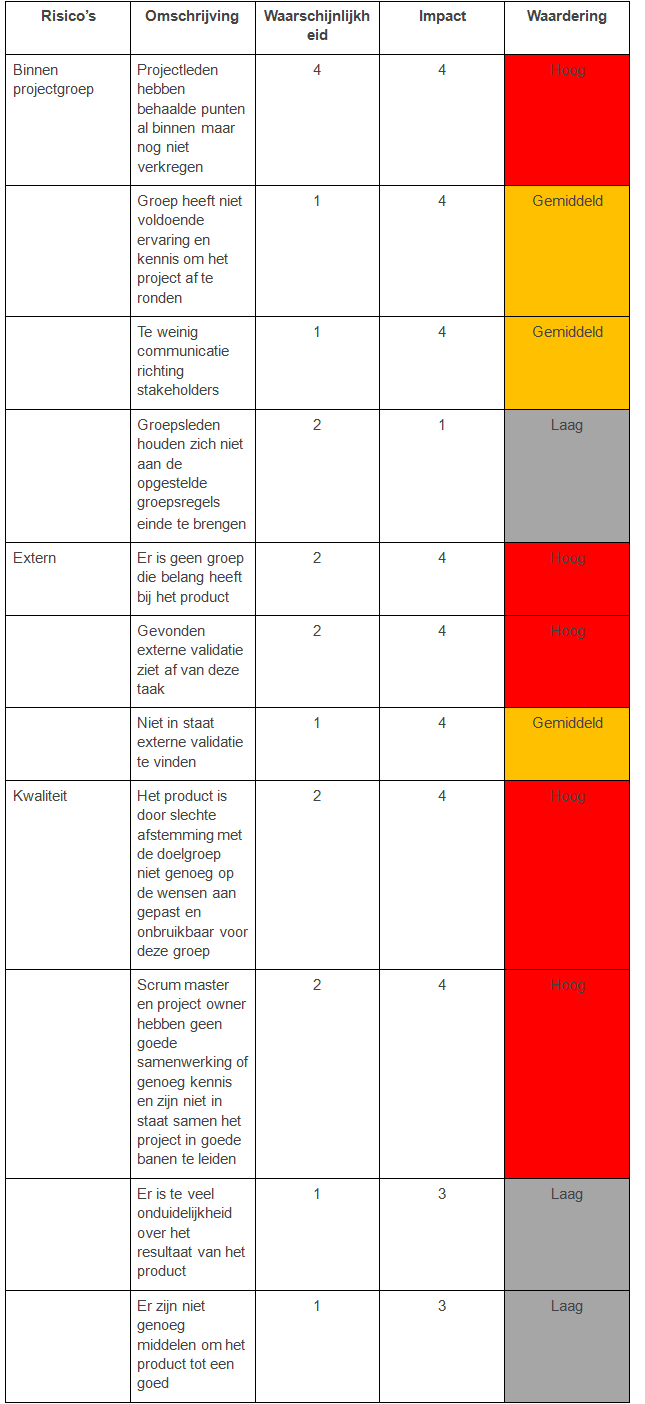 Risico's Omschrijving Waarschijnlijkh Impact Waardering
eid
Binnen Projectleden 4 4 Hoog
projectgroep hebben
behaalde punten
al binnen maar
nog niet
verkregen
Groep heeft niet 1 4 Gemiddeld
voldoende
ervaring en
kennis om het
project af te
ronden
Te weinig 1 4 Gemiddeld
communicatie
richting
stakeholders
Groepsleden 2 1 Laag
houden zich niet
aan de
opgestelde
groepsregels
einde te brengen
Extern Er is geen groep 2 4 Hoog
die belang heeft
bij het product
Gevonden 2 4 Hoog
externe validatie
ziet af van deze
taak
Niet in staat 1 4 Gemiddeld
externe validatie
te vinden
Kwaliteit Het product is 2 4 Hoog
door slechte
afstemming met
de doelgroep
niet genoeg op
de wensen aan
gepast en
onbruikbaar voor
deze groep
Scrum master 2 4 Hoog
en project owner
hebben geen
goede
samenwerking of
genoeg kennis
en zijn niet in
staat samen het
project in goede
banen te leiden
Er is te veel 1 3 Laag
onduidelijkheid
over het
resultaat van het
product
Er zijn niet 1 3 Laag
genoeg
middelen om het
product tot een
goed